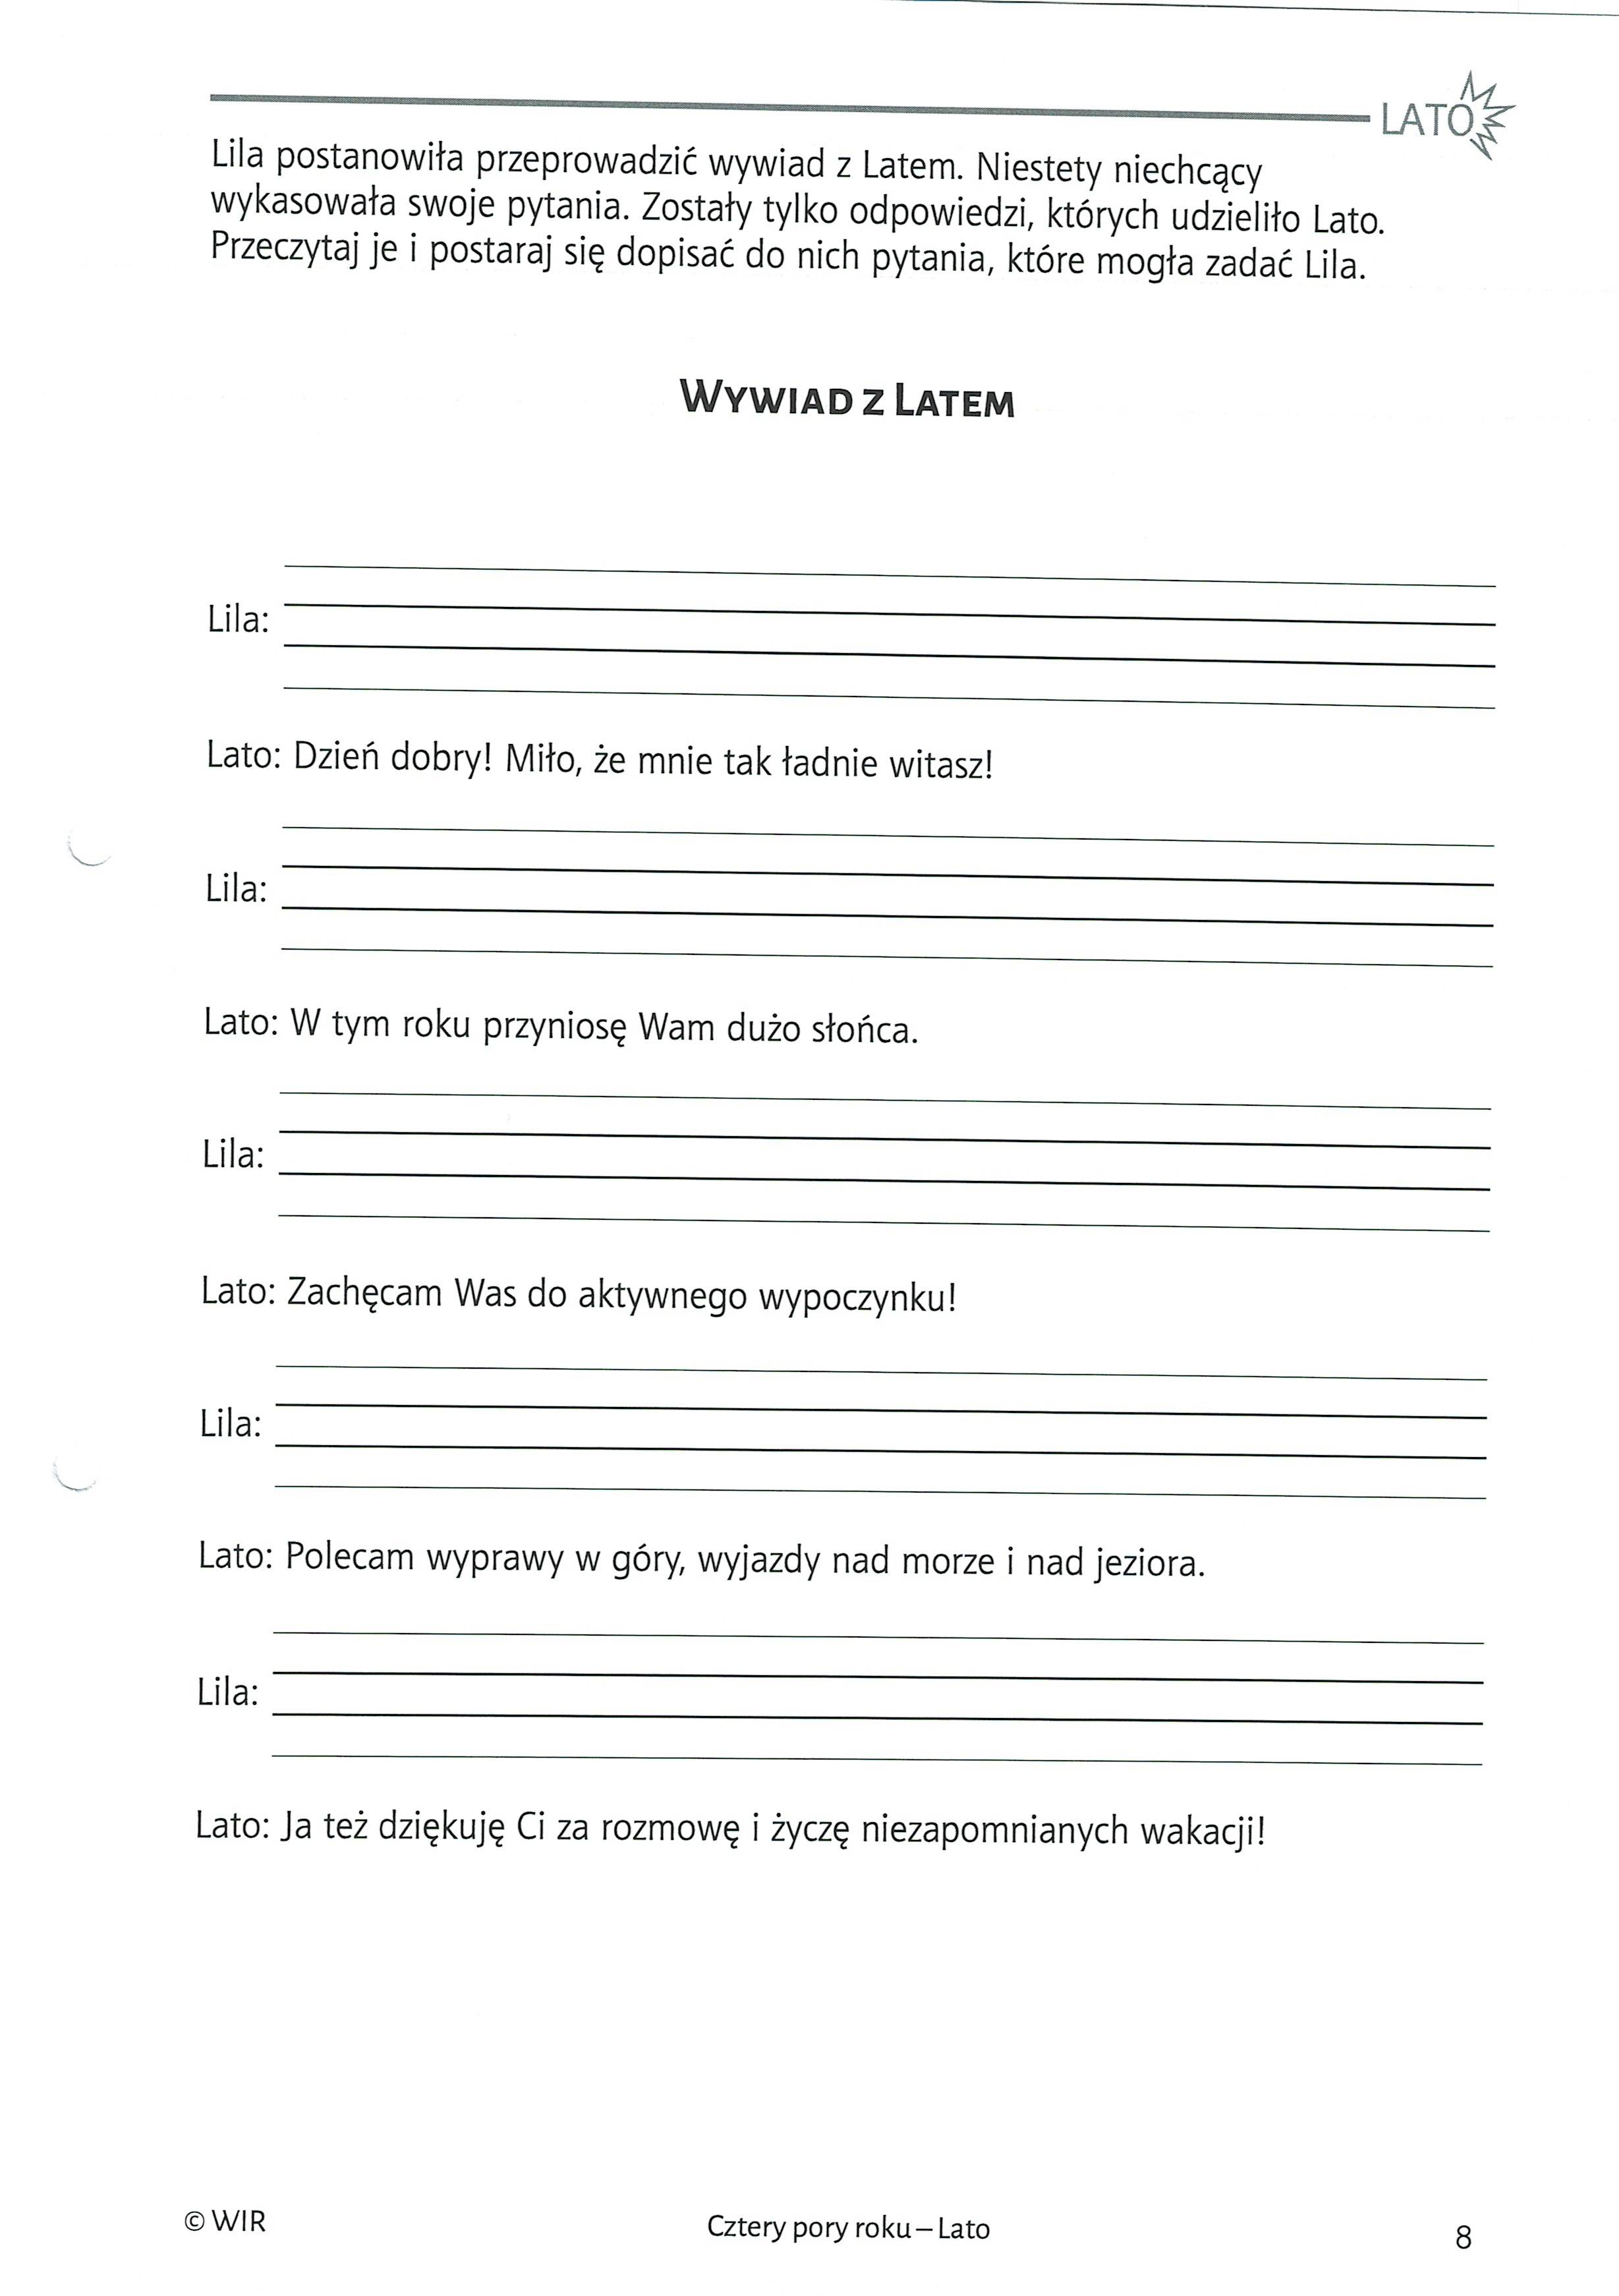 LATO
Lila postanowiła przeprowadzić wywiad z Latem. Niestety niechcący
wykasowała swoje pytania. Zostały tylko odpowiedzi, których udzieliło Lato.
Przeczytaj je i postaraj się dopisać do nich pytania, które mogła zadać Lila.
WYWIAD Z LATEM
Lila:
Lato: Dzień dobry! Miło, że mnie tak ładnie witasz!
Lila:
Lato: W tym roku przyniosę Wam dużo słońca.
Lila:
Lato: Zachęcam Was do aktywnego wypoczynku!
Lila:
Lato: Polecam wyprawy w góry, wyjazdy nad morze i nad jeziora.
Lila:
Lato: Ja też dziękuję Ci za rozmowę i życzę niezapomnianych wakacji!
© WIR
Cztery pory roku – Lato
8